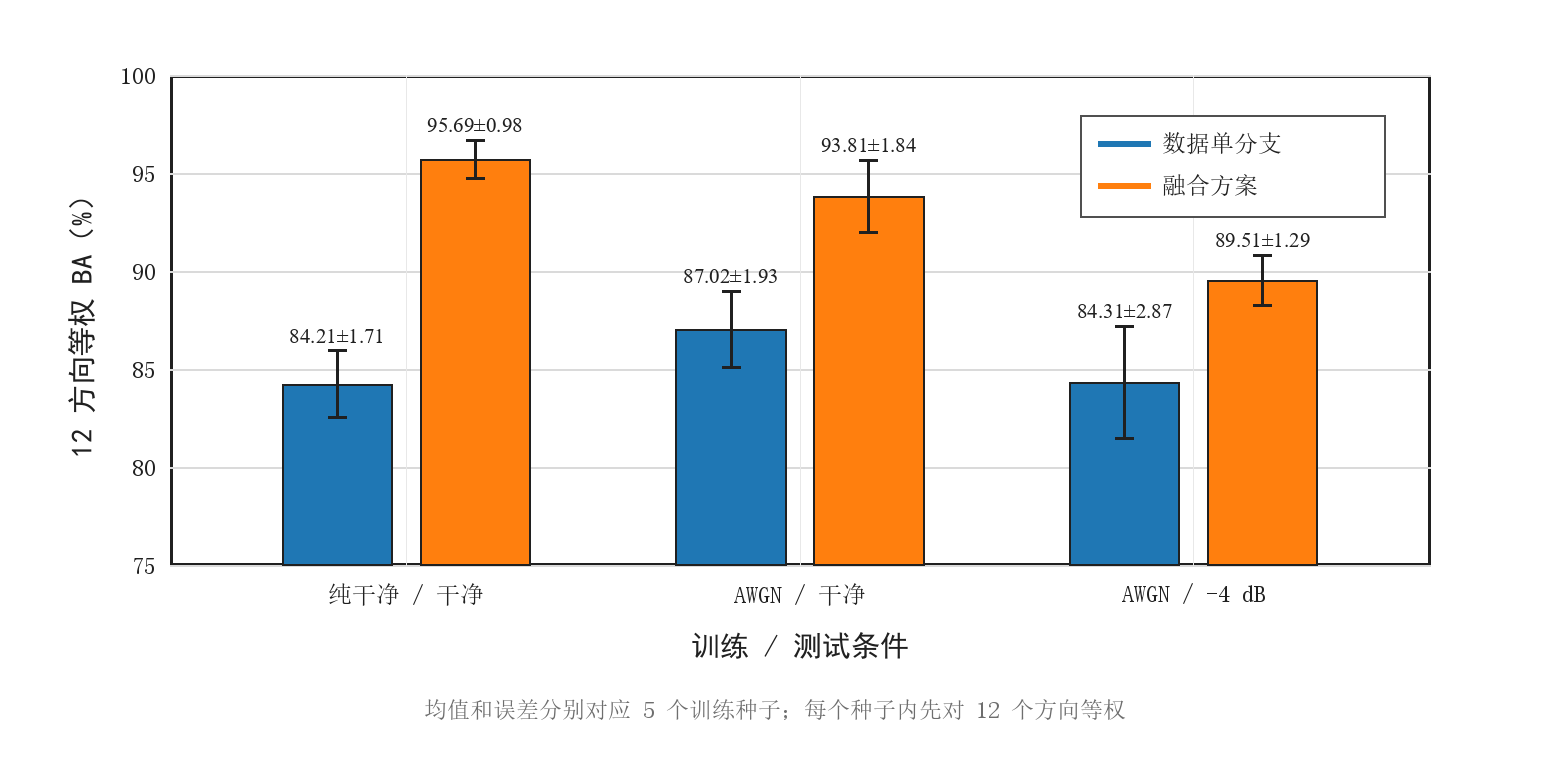 100
95
90
85
80
75
12 方向等权 BA (%)
95.69±0.98
93.81±1.84
89.51±1.29
87.02±1.93
84.31±2.87
84.21±1.71
数据单分支
融合方案
纯干净 / 干净
AWGN / 干净
AWGN / -4 dB
训练 / 测试条件
均值和误差分别对应 5 个训练种子；每个种子内先对 12 个方向等权